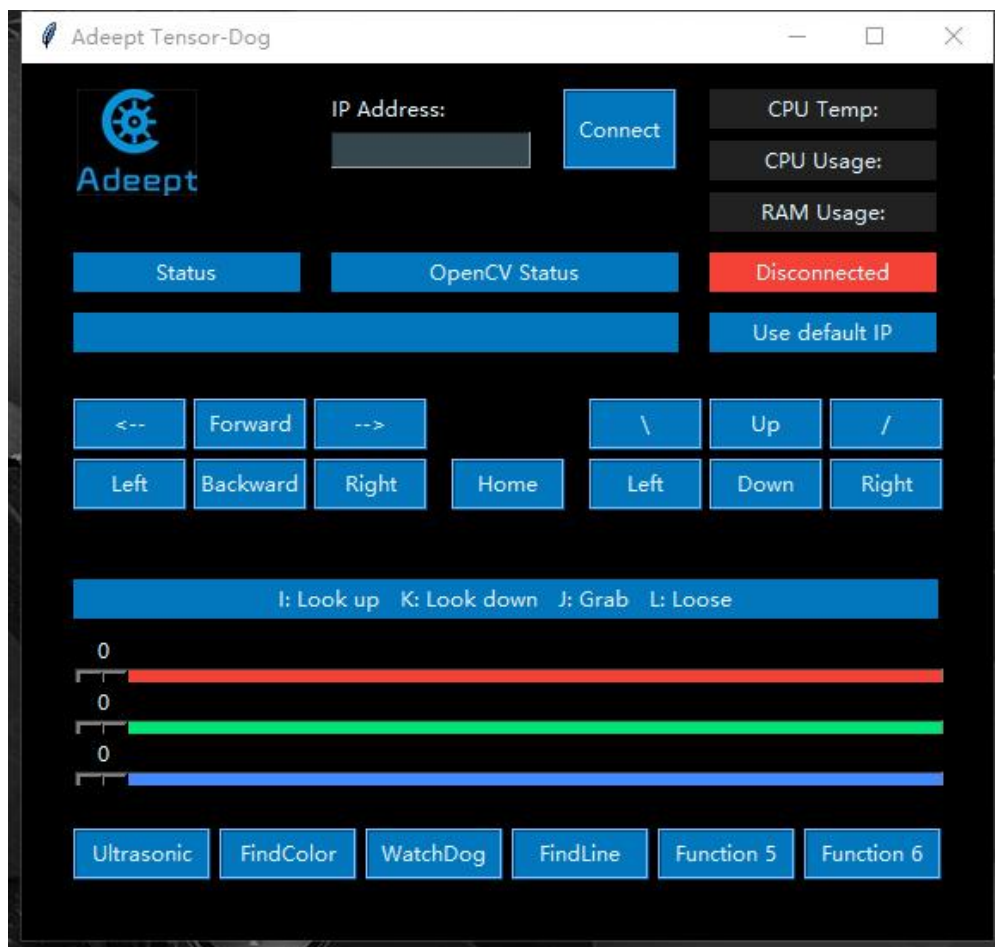 Adeept Tensor-Dog
Adeept
IP Address:
Connect
CPU Temp:
CPU Usage:
RAM Usage:
Status
OpenCV Status
Disconnected
Use default IP
<--
Forward
-->
\
Up
/
Left
Backward
Right
Home
Left
Down
Right
I: Look up K: Look down J: Grab L: Loose
0
0
0
Ultrasonic
FindColor
WatchDog
FindLine
Function 5
Function 6